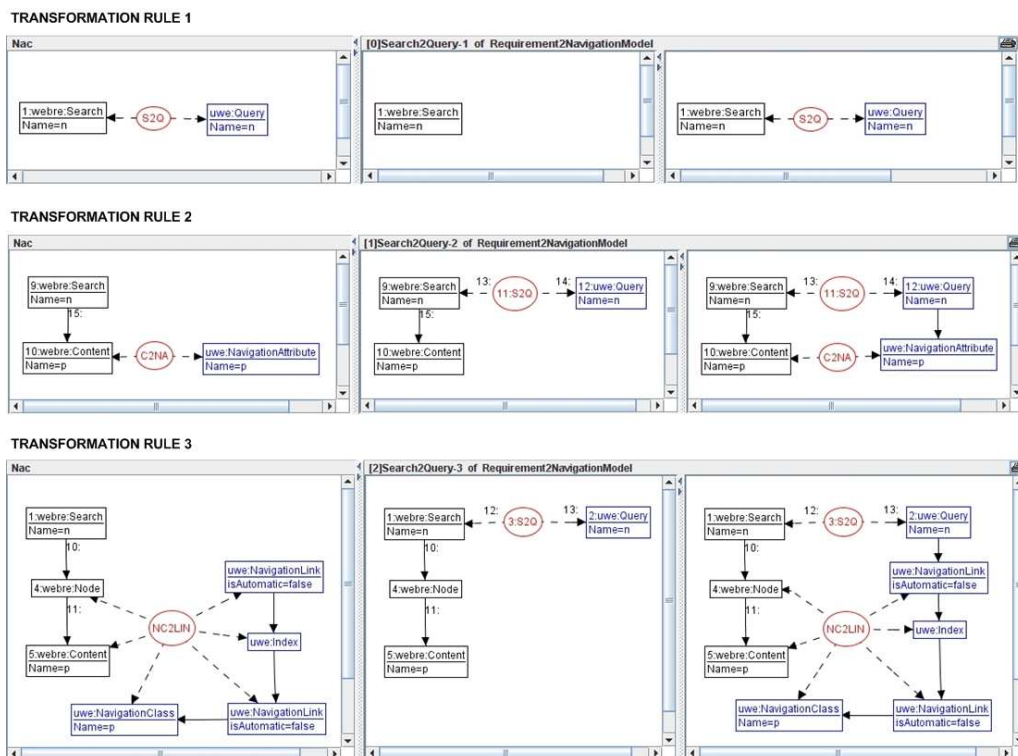 TRANSFORMATION RULE 1
Nac
[0]Search2Query-1 of Requirement2NavigationModel
1:webre:Search
Name=n
S2Q
uwe:Query
Name=n
1:webre:Search
Name=n
1:webre:Search
Name=n
S2Q
uwe:Query
Name=n
TRANSFORMATION RULE 2
Nac
[1]Search2Query-2 of Requirement2NavigationModel
9:webre:Search
Name=n
15:
10:webre:Content
Name=p
C2NA
uwe:NavigationAttribute
Name=p
9:webre:Search
Name=n
13:
11:S2Q
14:
12:uwe:Query
Name=n
15:
10:webre:Content
Name=p
9:webre:Search
Name=n
13:
11:S2Q
14:
12:uwe:Query
Name=n
15:
10:webre:Content
Name=p
C2NA
uwe:NavigationAttribute
Name=p
TRANSFORMATION RULE 3
Nac
[2]Search2Query-3 of Requirement2NavigationModel
1:webre:Search
Name=n
10:
4:webre:Node
11:
5:webre:Content
Name=p
NC2LIN
uwe:NavigationLink
isAutomatic=false
uwe:Index
uwe:NavigationClass
Name=p
uwe:NavigationLink
isAutomatic=false
1:webre:Search
Name=n
12:
3:S2Q
13:
2:uwe:Query
Name=n
10:
4:webre:Node
11:
5:webre:Content
Name=p
1:webre:Search
Name=n
12:
3:S2Q
13:
2:uwe:Query
Name=n
10:
4:webre:Node
11:
5:webre:Content
Name=p
NC2LIN
uwe:NavigationLink
isAutomatic=false
uwe:Index
uwe:NavigationClass
Name=p
uwe:NavigationLink
isAutomatic=false